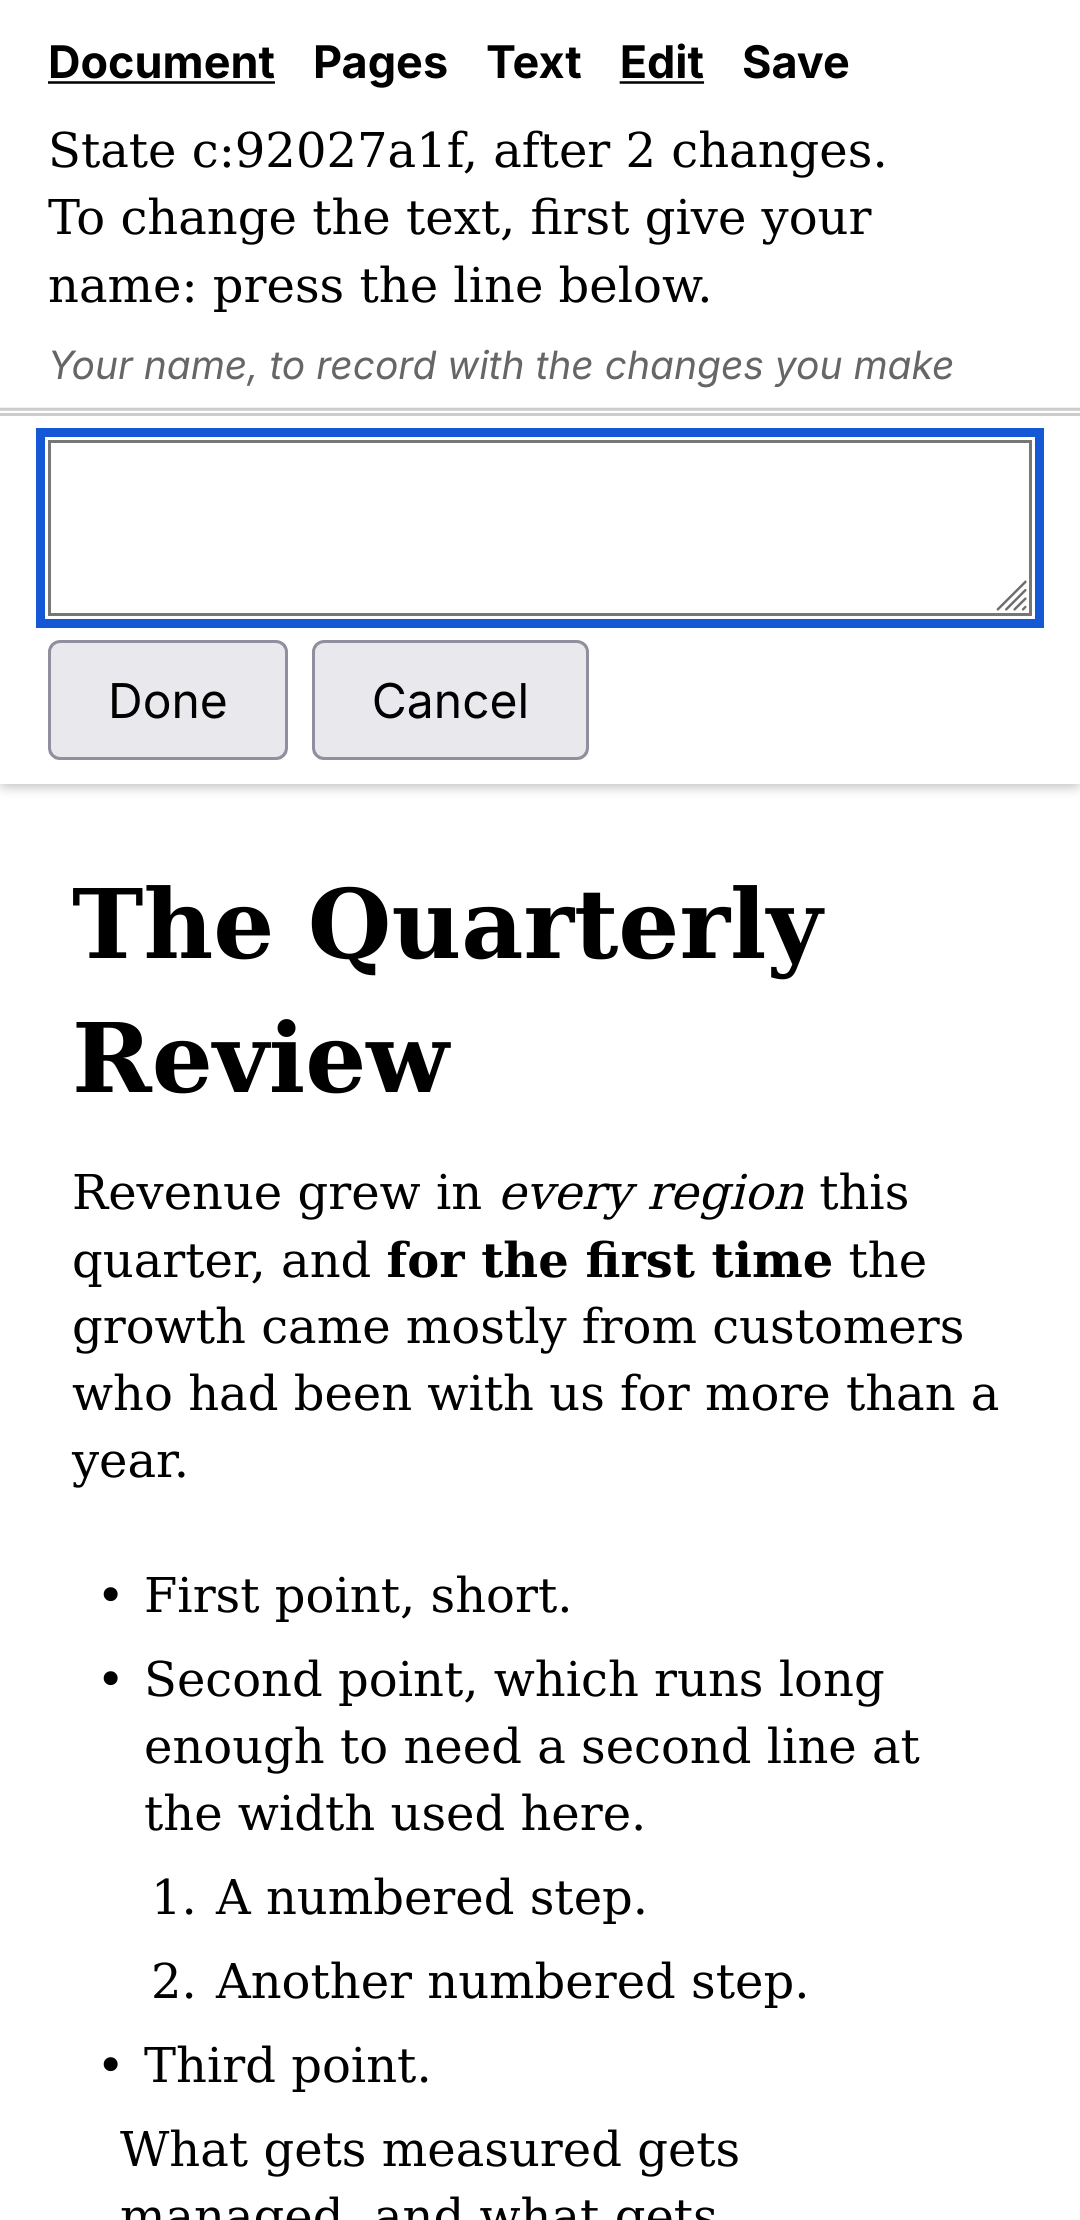 Document Pages Text Edit Save
State c:92027a1f, after 2 changes.
To change the text, first give your
name: press the line below.
Your name, to record with the changes you make
Done Cancel
The Quarterly
Review
Revenue grew in every region this
quarter, and for the first time the
growth came mostly from customers
who had been with us for more than a
year.
• First point, short.
• Second point, which runs long
enough to need a second line at
the width used here.
1. A numbered step.
2. Another numbered step.
• Third point.
What gets measured gets
managed, and what gets